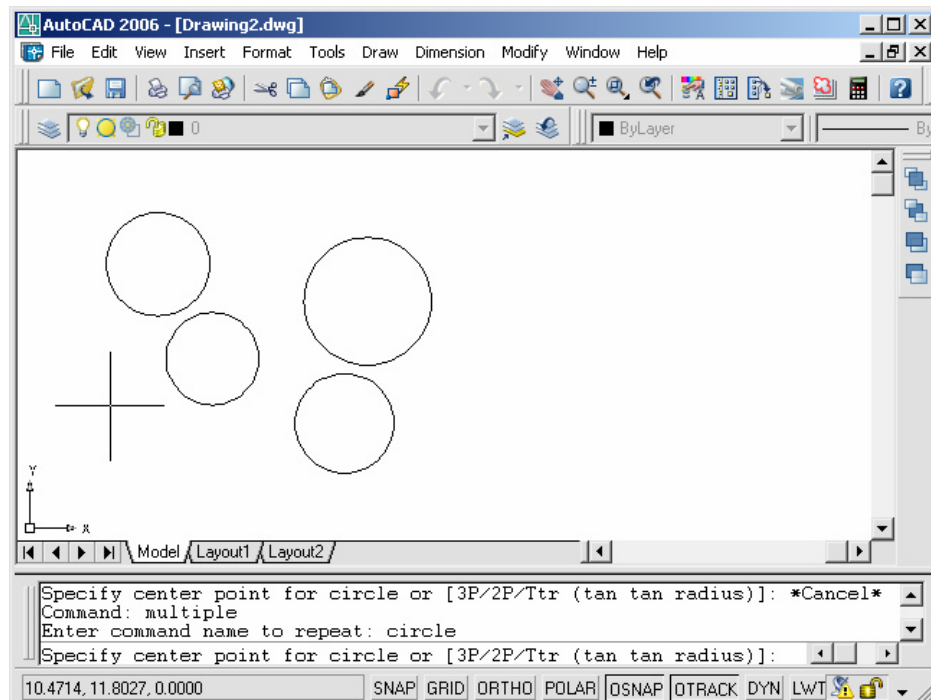 AutoCAD 2006 - [Drawing2.dwg]
File Edit View Insert Format Tools Draw Dimension Modify Window Help
0 ByLayer By
Y
X
Model Layout1 Layout2
Specify center point for circle or [3P/2P/Ttr (tan tan radius)]: *Cancel*
Command: multiple
Enter command name to repeat: circle
Specify center point for circle or [3P/2P/Ttr (tan tan radius)]:
10.4714, 11.8027, 0.0000 SNAP GRID ORTHO POLAR OSNAP OTRACK DYN LWT